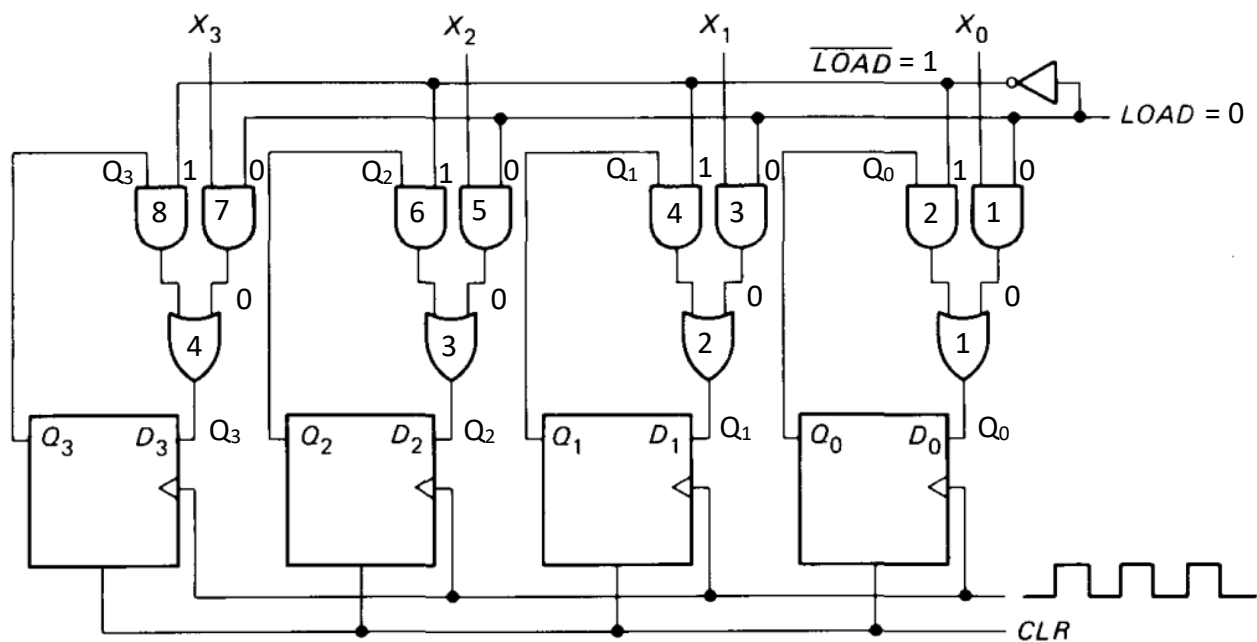 X₃ X₂ X₁ X₀
L̅O̅A̅D̅ = 1
LOAD = 0
Q₃ 1 0 Q₂ 1 0 Q₁ 1 0 Q₀ 1 0
8 7 6 5 4 3 2 1
0 0 0 0
4 3 2 1
Q₃ D₃ Q₃ Q₂ D₂ Q₂ Q₁ D₁ Q₁ Q₀ D₀ Q₀
CLR